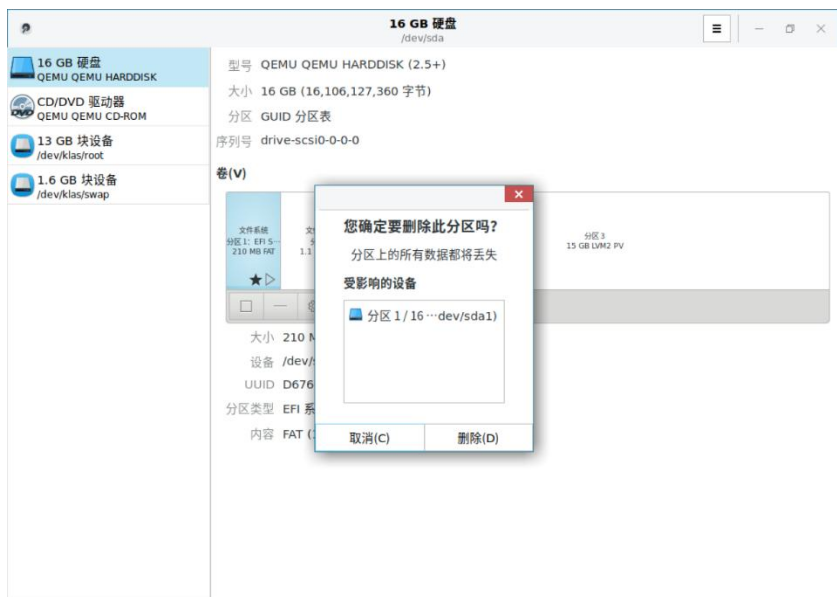 16 GB 硬盘
/dev/sda
16 GB 硬盘
QEMU QEMU HARDDISK
CD/DVD 驱动器
QEMU QEMU CD-ROM
13 GB 块设备
/dev/klas/root
1.6 GB 块设备
/dev/klas/swap
型号 QEMU QEMU HARDDISK (2.5+)
大小 16 GB (16,106,127,360 字节)
分区 GUID 分区表
序列号 drive-scsi0-0-0-0
卷(V)
文件系统
分区 1: EFI S…
210 MB FAT
文
1.1
分区 3
15 GB LVM2 PV
大小 210 M
设备 /dev/
UUID D676
分区类型 EFI 系
内容 FAT (
您确定要删除此分区吗?
分区上的所有数据都将丢失
受影响的设备
分区 1 / 16 …dev/sda1)
取消(C)
删除(D)